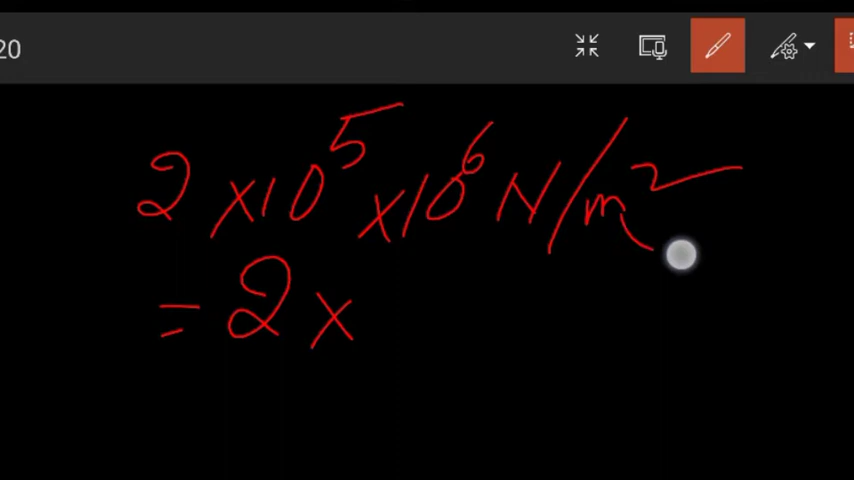 20
2 × 10⁵ × 10⁶ N/m²
= 2 ×